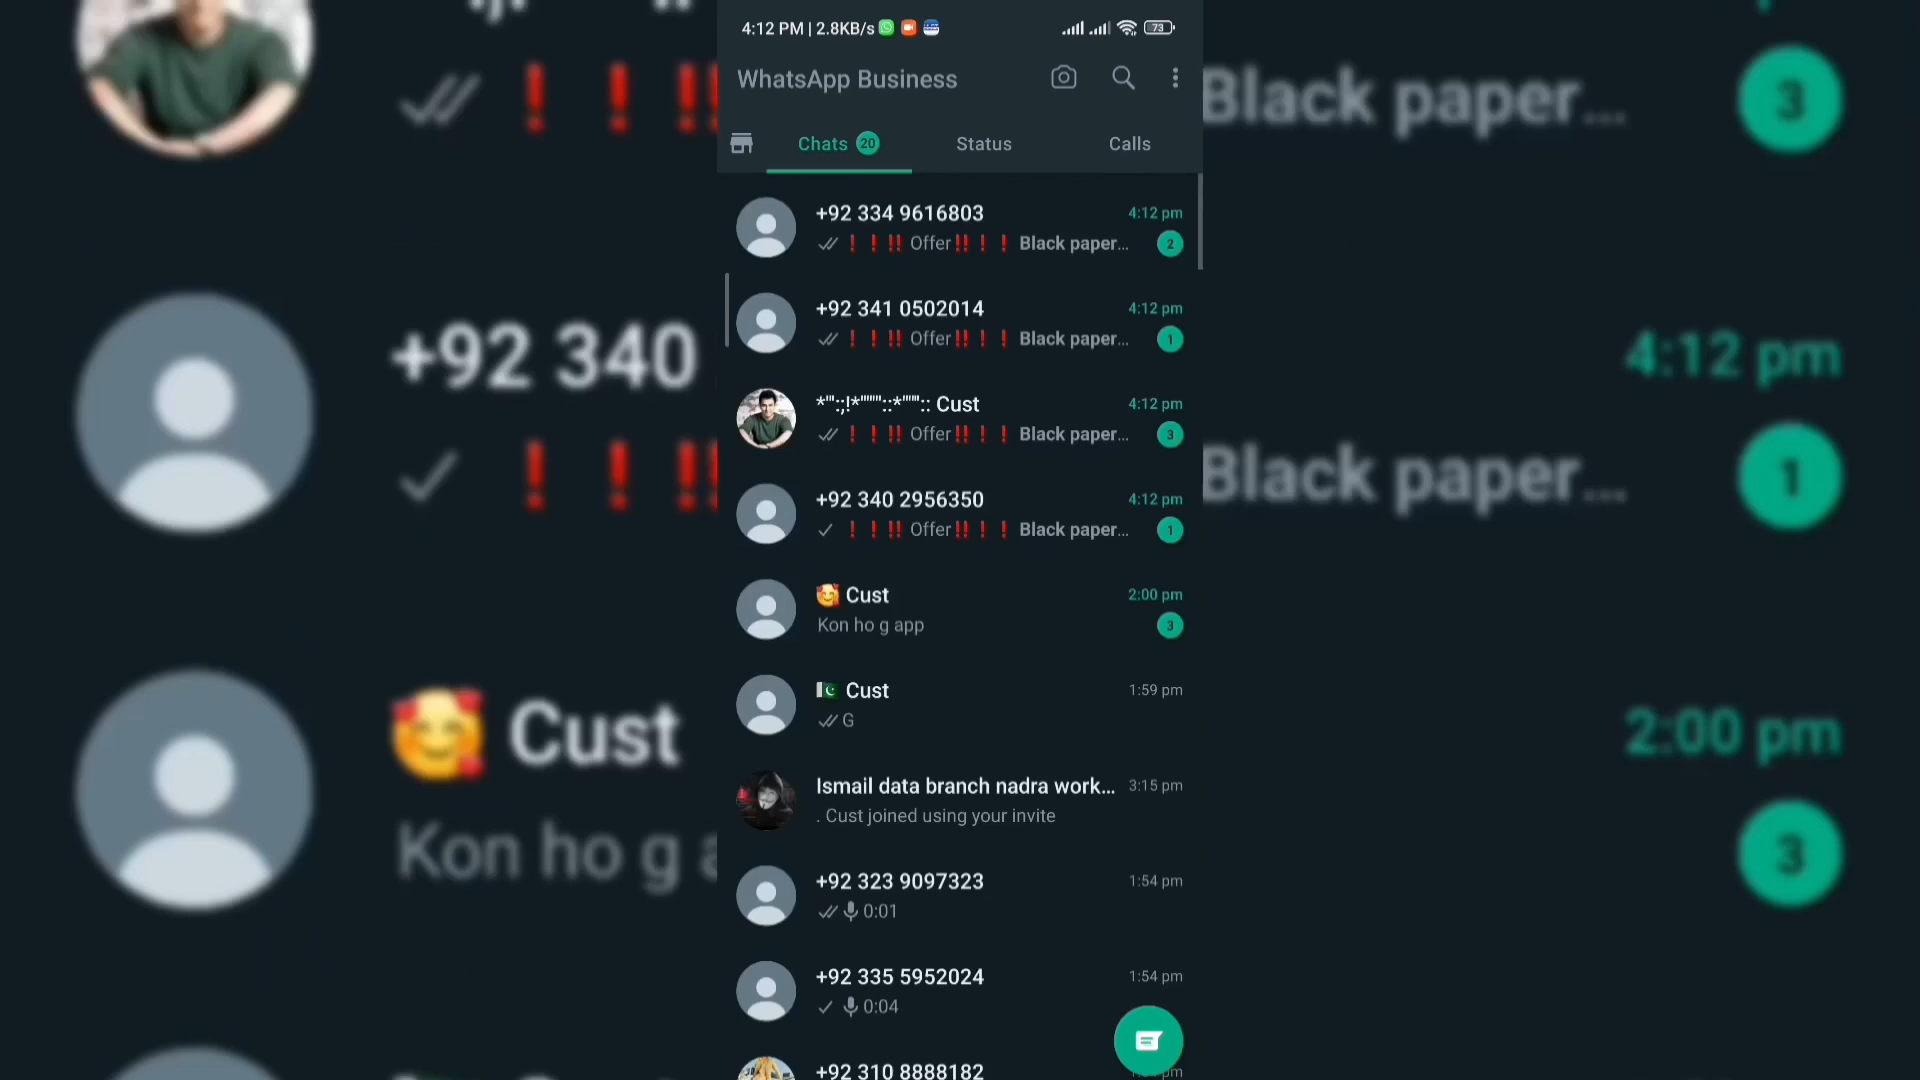 4:12 PM | 2.8KB/s 73
WhatsApp Business
Chats 20 Status Calls
+92 334 9616803 4:12 pm
❗❗‼️ Offer‼️❗❗ Black paper... 2
+92 341 0502014 4:12 pm
❗❗‼️ Offer‼️❗❗ Black paper... 1
*'":;!*""""::*"""':: Cust 4:12 pm
❗❗‼️ Offer‼️❗❗ Black paper... 3
+92 340 2956350 4:12 pm
❗❗‼️ Offer‼️❗❗ Black paper... 1
🥰 Cust 2:00 pm
Kon ho g app 3
🇵🇰 Cust 1:59 pm
G
Ismail data branch nadra work... 3:15 pm
. Cust joined using your invite
+92 323 9097323 1:54 pm
0:01
+92 335 5952024 1:54 pm
0:04
+92 310 8888182
Black paper... 3
+92 340 4:12 pm
Black paper... 1
🥰 Cust 2:00 pm
Kon ho g 3